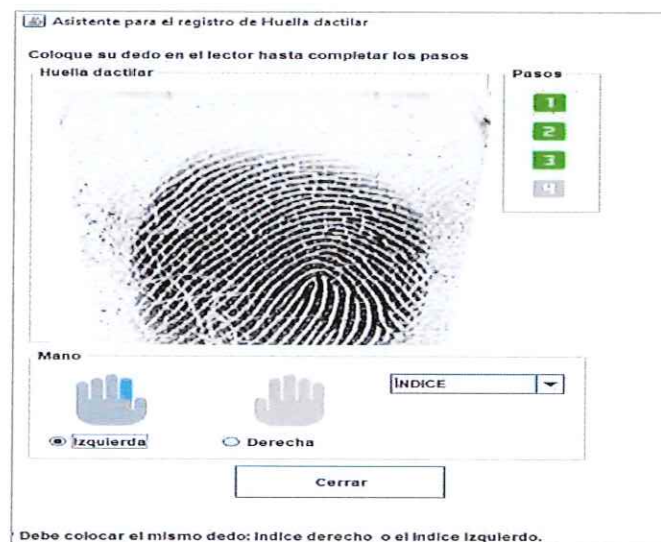 Asistente para el registro de Huella dactilar
Coloque su dedo en el lector hasta completar los pasos
Huella dactilar
Pasos
1
2
3
4
Mano
ÍNDICE
Izquierda
Derecha
Cerrar
Debe colocar el mismo dedo: Indice derecho o el Indice Izquierdo.